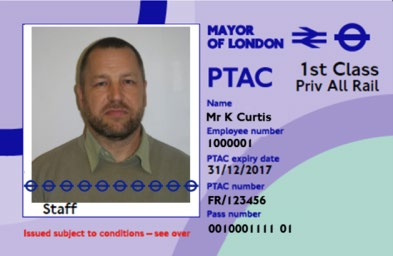 MAYOR
OF LONDON
PTAC
1st Class
Priv All Rail
Name
Mr K Curtis
Employee number
1000001
PTAC expiry date
31/12/2017
PTAC number
FR/123456
Pass number
0010001111 01
Staff
Issued subject to conditions – see over